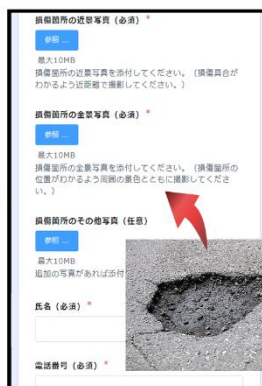 損傷箇所の近景写真（必須） *
参照 ...
最大10MB
損傷箇所の近景写真を添付してください。（損傷具合が
わかるよう近距離で撮影してください。）
損傷箇所の全景写真（必須） *
参照 ...
最大10MB
損傷箇所の全景写真を添付してください。（損傷箇所の
位置がわかるよう周囲の景色とともに撮影してくださ
い。）
損傷箇所のその他写真（任意）
参照 ...
最大10MB
追加の写真があれば添付
氏名（必須） *
電話番号（必須） *